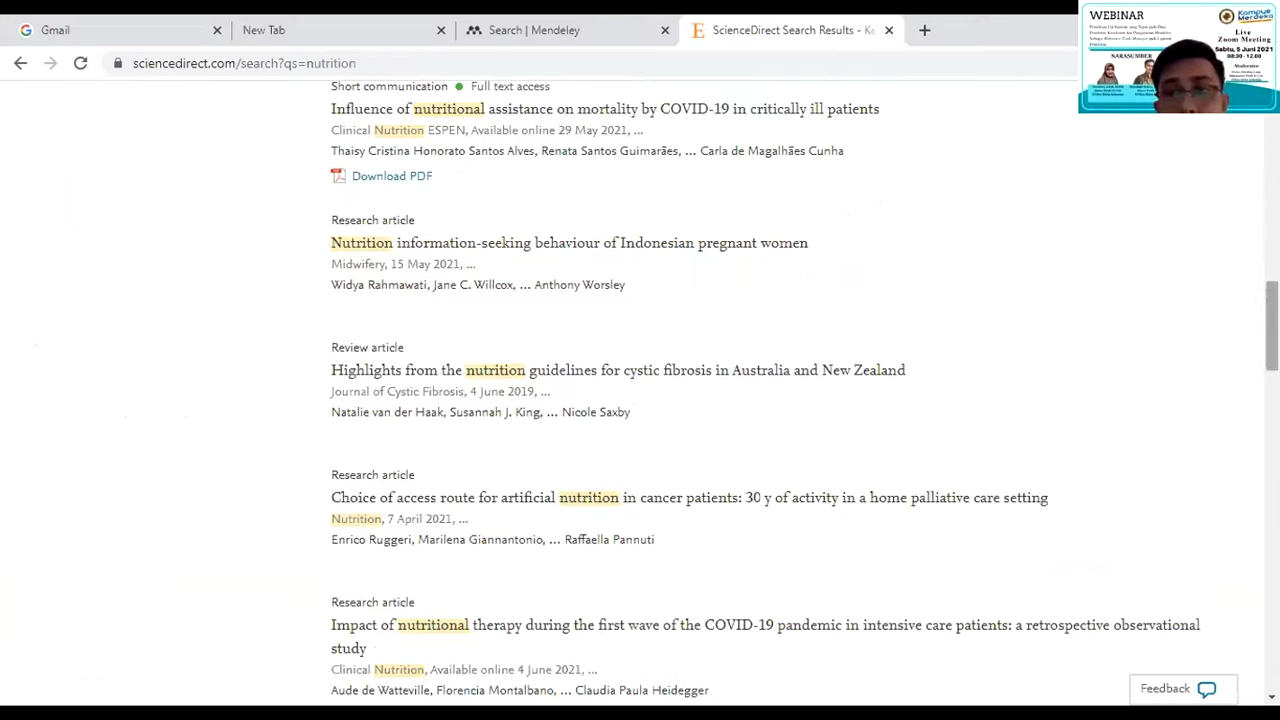 Gmail
New Tab
Search | Mendeley
ScienceDirect Search Results - Ke
sciencedirect.com/search?qs=nutrition
WEBINAR
Kampus
Merdeka
Live
Zoom Meeting
Sabtu, 5 Juni 2021
08:30 - 12.00
NARASUMBER
Moderator
Short communication Full text access
Influence of nutritional assistance on mortality by COVID-19 in critically ill patients
Clinical Nutrition ESPEN, Available online 29 May 2021, ...
Thaisy Cristina Honorato Santos Alves, Renata Santos Guimarães, ... Carla de Magalhães Cunha
Download PDF
Research article
Nutrition information-seeking behaviour of Indonesian pregnant women
Midwifery, 15 May 2021, ...
Widya Rahmawati, Jane C. Willcox, ... Anthony Worsley
Review article
Highlights from the nutrition guidelines for cystic fibrosis in Australia and New Zealand
Journal of Cystic Fibrosis, 4 June 2019, ...
Natalie van der Haak, Susannah J. King, ... Nicole Saxby
Research article
Choice of access route for artificial nutrition in cancer patients: 30 y of activity in a home palliative care setting
Nutrition, 7 April 2021, ...
Enrico Ruggeri, Marilena Giannantonio, ... Raffaella Pannuti
Research article
Impact of nutritional therapy during the first wave of the COVID-19 pandemic in intensive care patients: a retrospective observational
study
Clinical Nutrition, Available online 4 June 2021, ...
Aude de Watteville, Florencia Montalbano, ... Claudia Paula Heidegger
Feedback